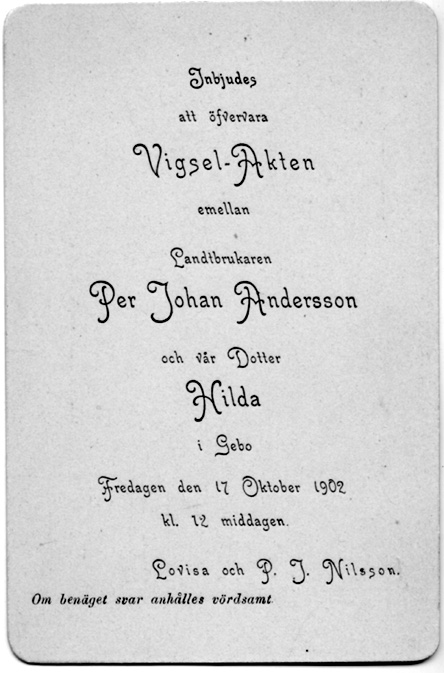 Inbjudes
att öfvervara
Vigsel-Akten
emellan
Landtbrukaren
Per Johan Andersson
och vår Dotter
Hilda
i Gebo
Fredagen den 17 Oktober 1902
kl. 12 middagen.
Lovisa och P. J. Nilsson.
Om benäget svar anhålles vördsamt